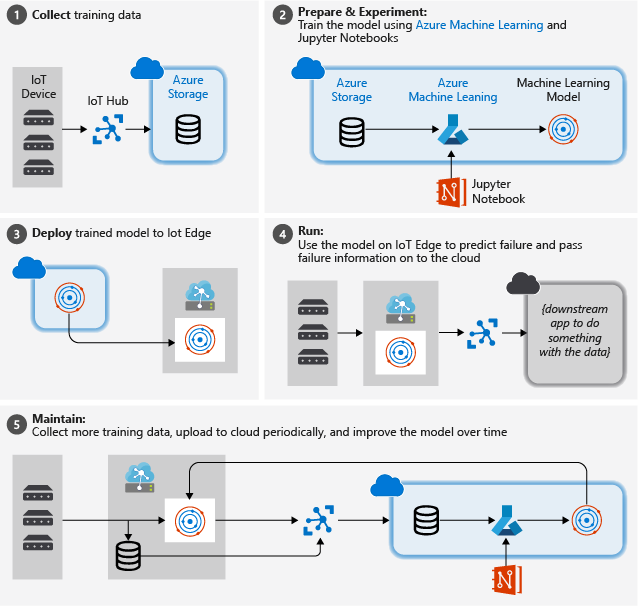 1 Collect training data
IoT
Device
IoT Hub
Azure
Storage
2 Prepare & Experiment:
Train the model using Azure Machine Learning and
Jupyter Notebooks
Azure
Storage
Azure
Machine Leaning
Machine Learning
Model
Jupyter
Notebook
3 Deploy trained model to Iot Edge
4 Run:
Use the model on IoT Edge to predict failure and pass
failure information on to the cloud
{downstream
app to do
something
with the data}
5 Maintain:
Collect more training data, upload to cloud periodically, and improve the model over time